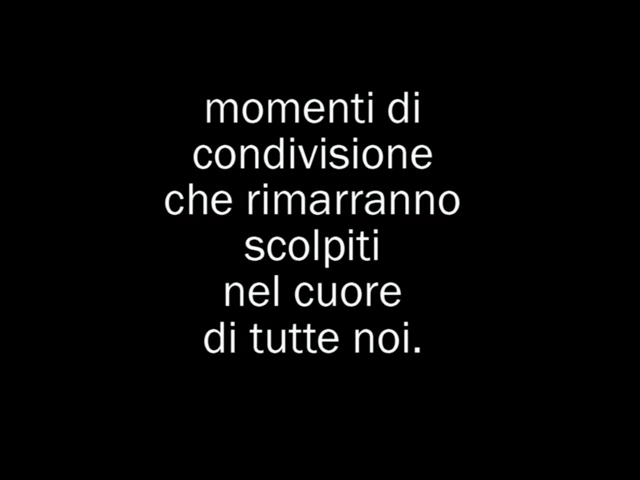 momenti di
condivisione
che rimarranno
scolpiti
nel cuore
di tutte noi.